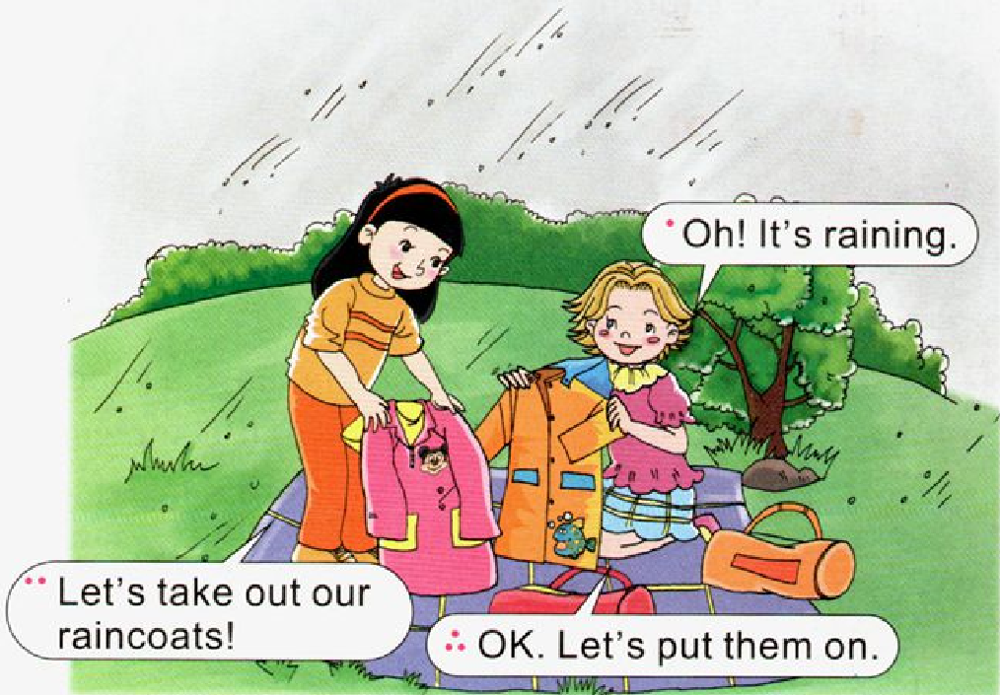 Oh! It's raining.
Let's take out our
raincoats!
OK. Let's put them on.